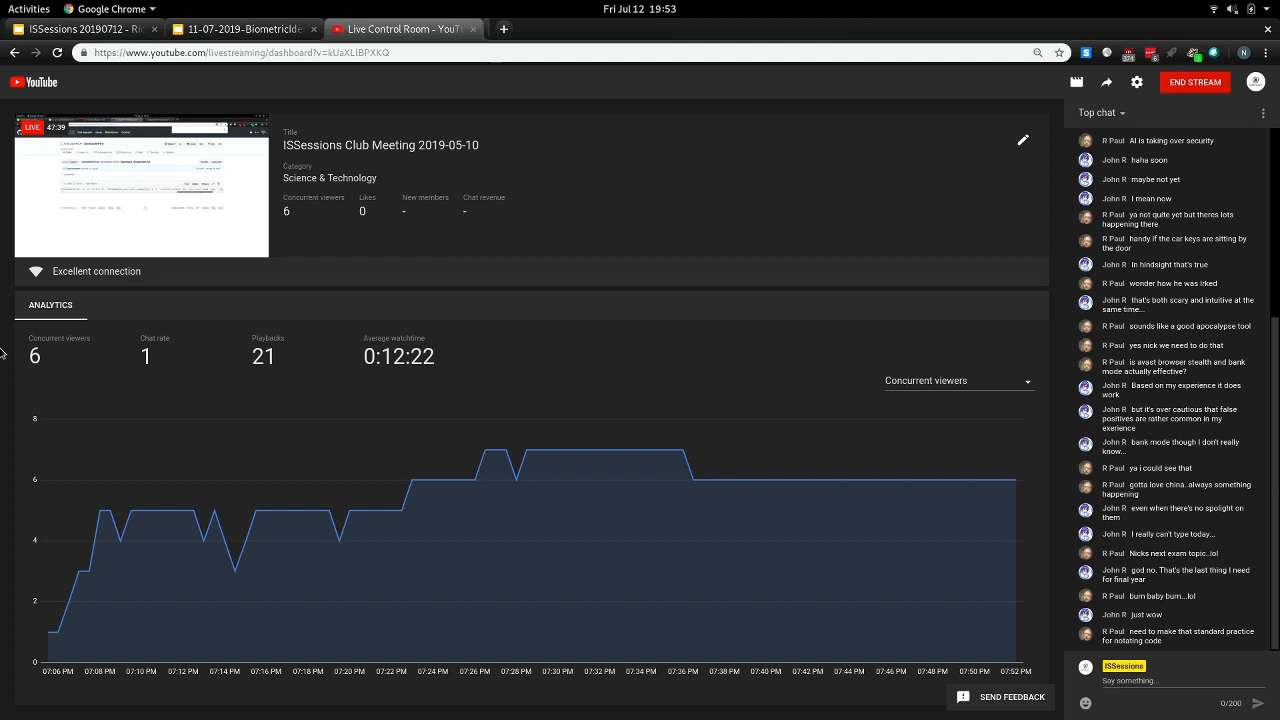 Activities
Google Chrome
Fri Jul 12 19:53
ISSessions 20190712 - Ri
11-07-2019-BiometricIde
Live Control Room - YouT
https://www.youtube.com/livestreaming/dashboard?v=kUaXLlBPXKQ
374
6
1
N
YouTube
END STREAM
LIVE
47:39
Title
ISSessions Club Meeting 2019-05-10
Category
Science & Technology
Concurrent viewers
Likes
New members
Chat revenue
6
0
-
-
Excellent connection
ANALYTICS
Concurrent viewers
Chat rate
Playbacks
Average watchtime
6
1
21
0:12:22
Concurrent viewers
8
6
4
2
0
07:06 PM 07:08 PM 07:10 PM 07:12 PM 07:14 PM 07:16 PM 07:18 PM 07:20 PM 07:22 PM 07:24 PM 07:26 PM 07:28 PM 07:30 PM 07:32 PM 07:34 PM 07:36 PM 07:38 PM 07:40 PM 07:42 PM 07:44 PM 07:46 PM 07:48 PM 07:50 PM 07:52 PM
SEND FEEDBACK
Top chat
R Paul AI is taking over security
John R haha soon
John R maybe not yet
John R I mean now
R Paul ya not quite yet but theres lots
happening there
R Paul handy if the car keys are sitting by
the door
John R In hindsight that's true
R Paul wonder how he was lrked
John R that's both scary and intuitive at the
same time...
R Paul sounds like a good apocalypse tool
R Paul yes nick we need to do that
R Paul is avast browser stealth and bank
mode actually effective?
John R Based on my experience it does
work
John R but it's over cautious that false
positives are rather common in my
exerience
John R bank mode though I don't really
know...
R Paul ya i could see that
R Paul gotta love china..always something
happening
John R even when there's no spolight on
them
John R I really can't type today...
R Paul Nicks next exam topic..lol
John R god no. That's the last thing I need
for final year
R Paul burn baby burn...lol
John R just wow
R Paul need to make that standard practice
for notating code
ISSessions
Say something...
0/200